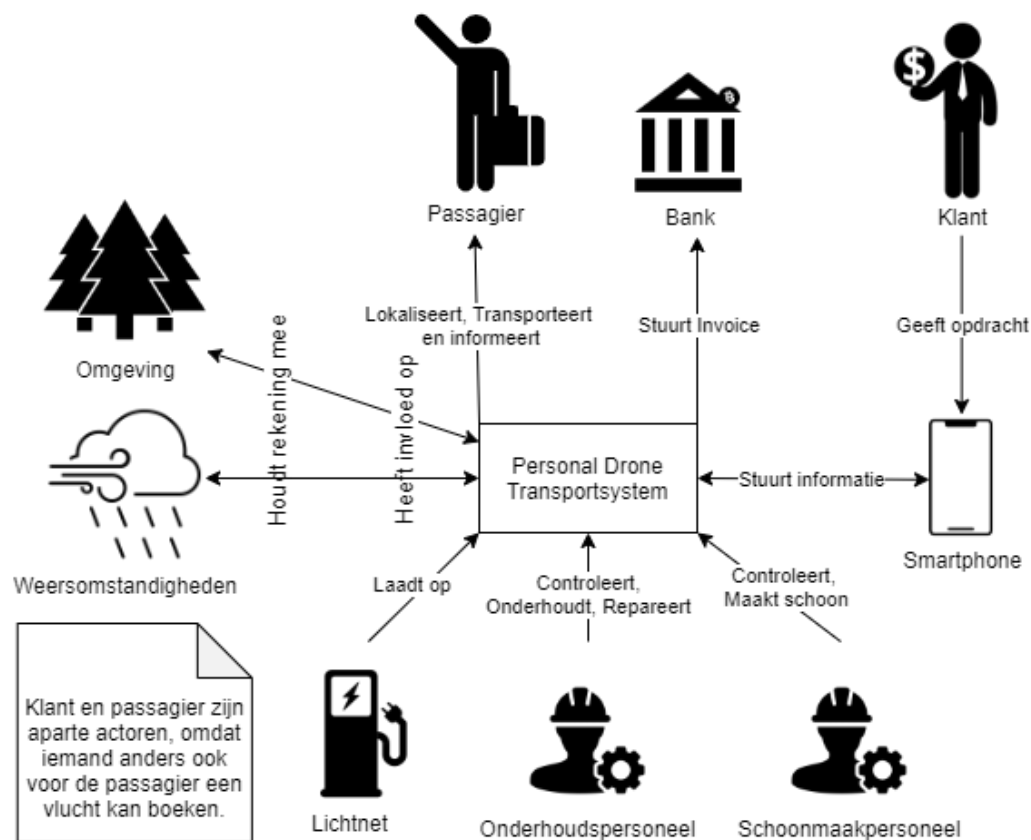 Passagier
Bank
Klant
Lokaliseert, Transporteert
en informeert
Stuurt Invoice
Geeft opdracht
Omgeving
Houdt rekening mee
Heeft invloed op
Personal Drone
Transportsystem
Stuurt informatie
Smartphone
Weersomstandigheden
Laadt op
Controleert,
Onderhoudt, Repareert
Controleert,
Maakt schoon
Klant en passagier zijn
aparte actoren, omdat
iemand anders ook
voor de passagier een
vlucht kan boeken.
Lichtnet
Onderhoudspersoneel
Schoonmaakpersoneel